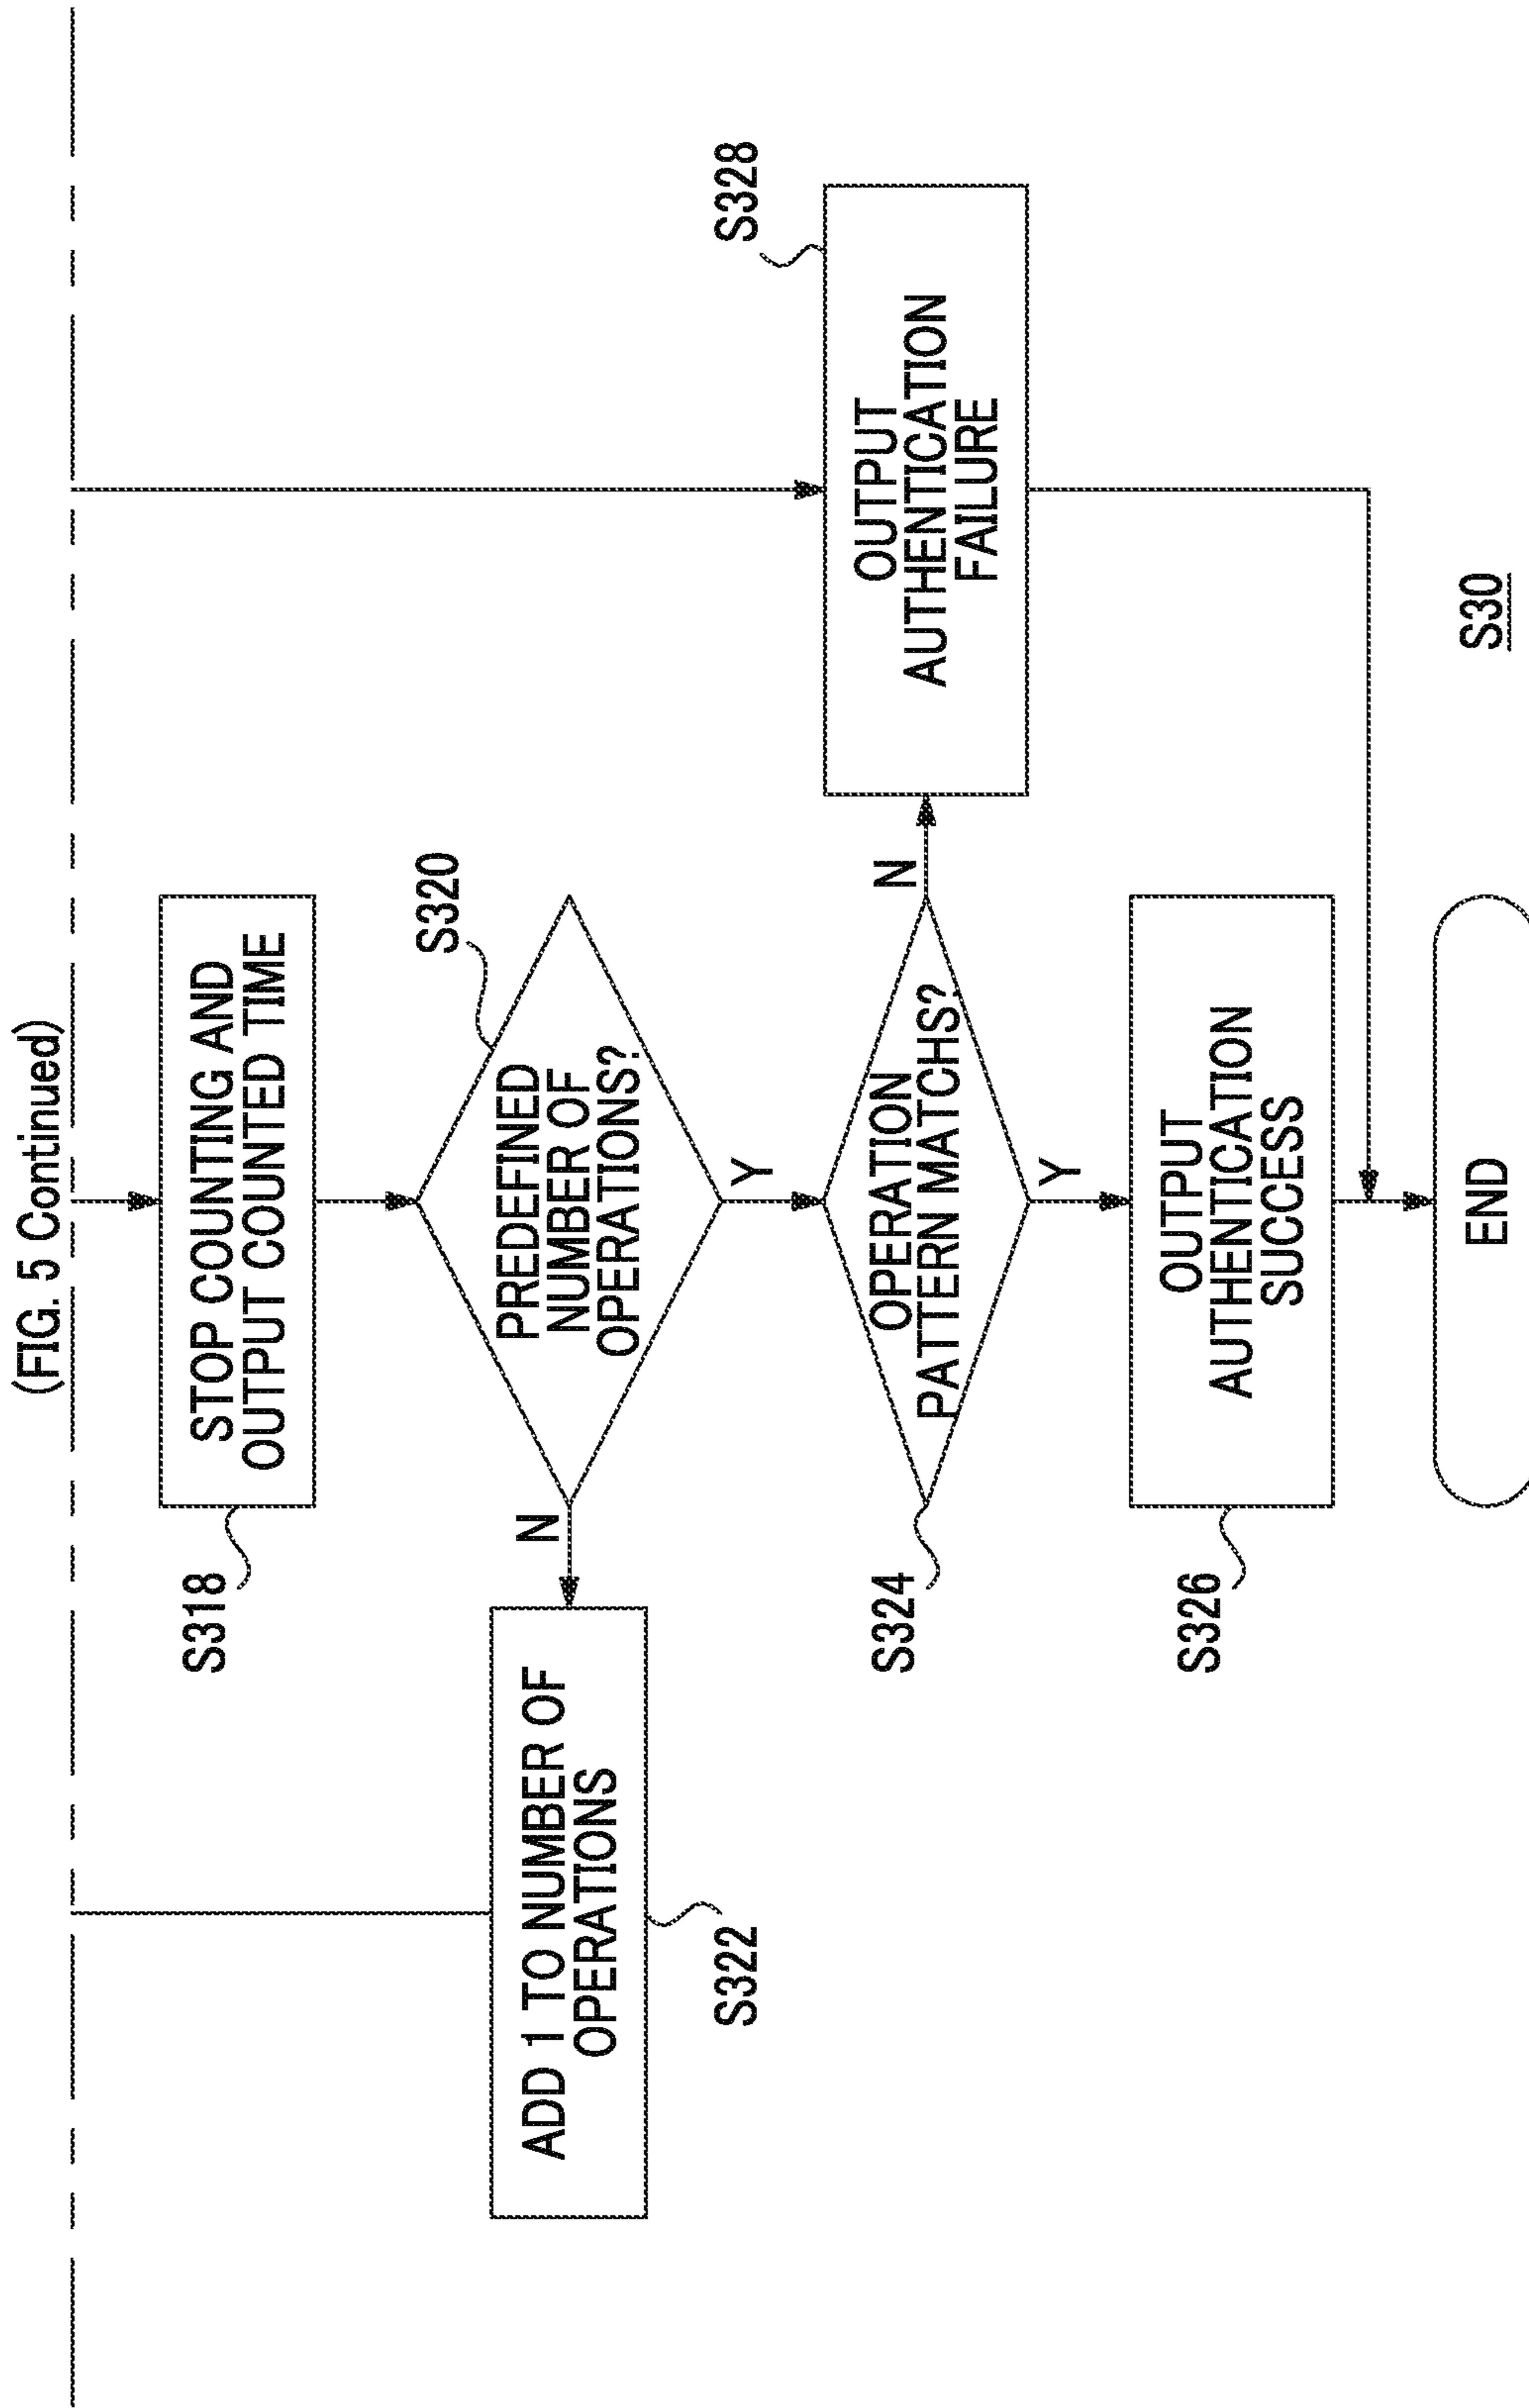 (FIG. 5 Continued)
S318
STOP COUNTING AND
OUTPUT COUNTED TIME
S320
PREDEFINED
NUMBER OF
OPERATIONS?
N
Y
ADD 1 TO NUMBER OF
OPERATIONS
S322
S324
OPERATION
PATTERN MATCHS?
N
Y
S328
OUTPUT
AUTHENTICATION
FAILURE
S326
OUTPUT
AUTHENTICATION
SUCCESS
END
S30